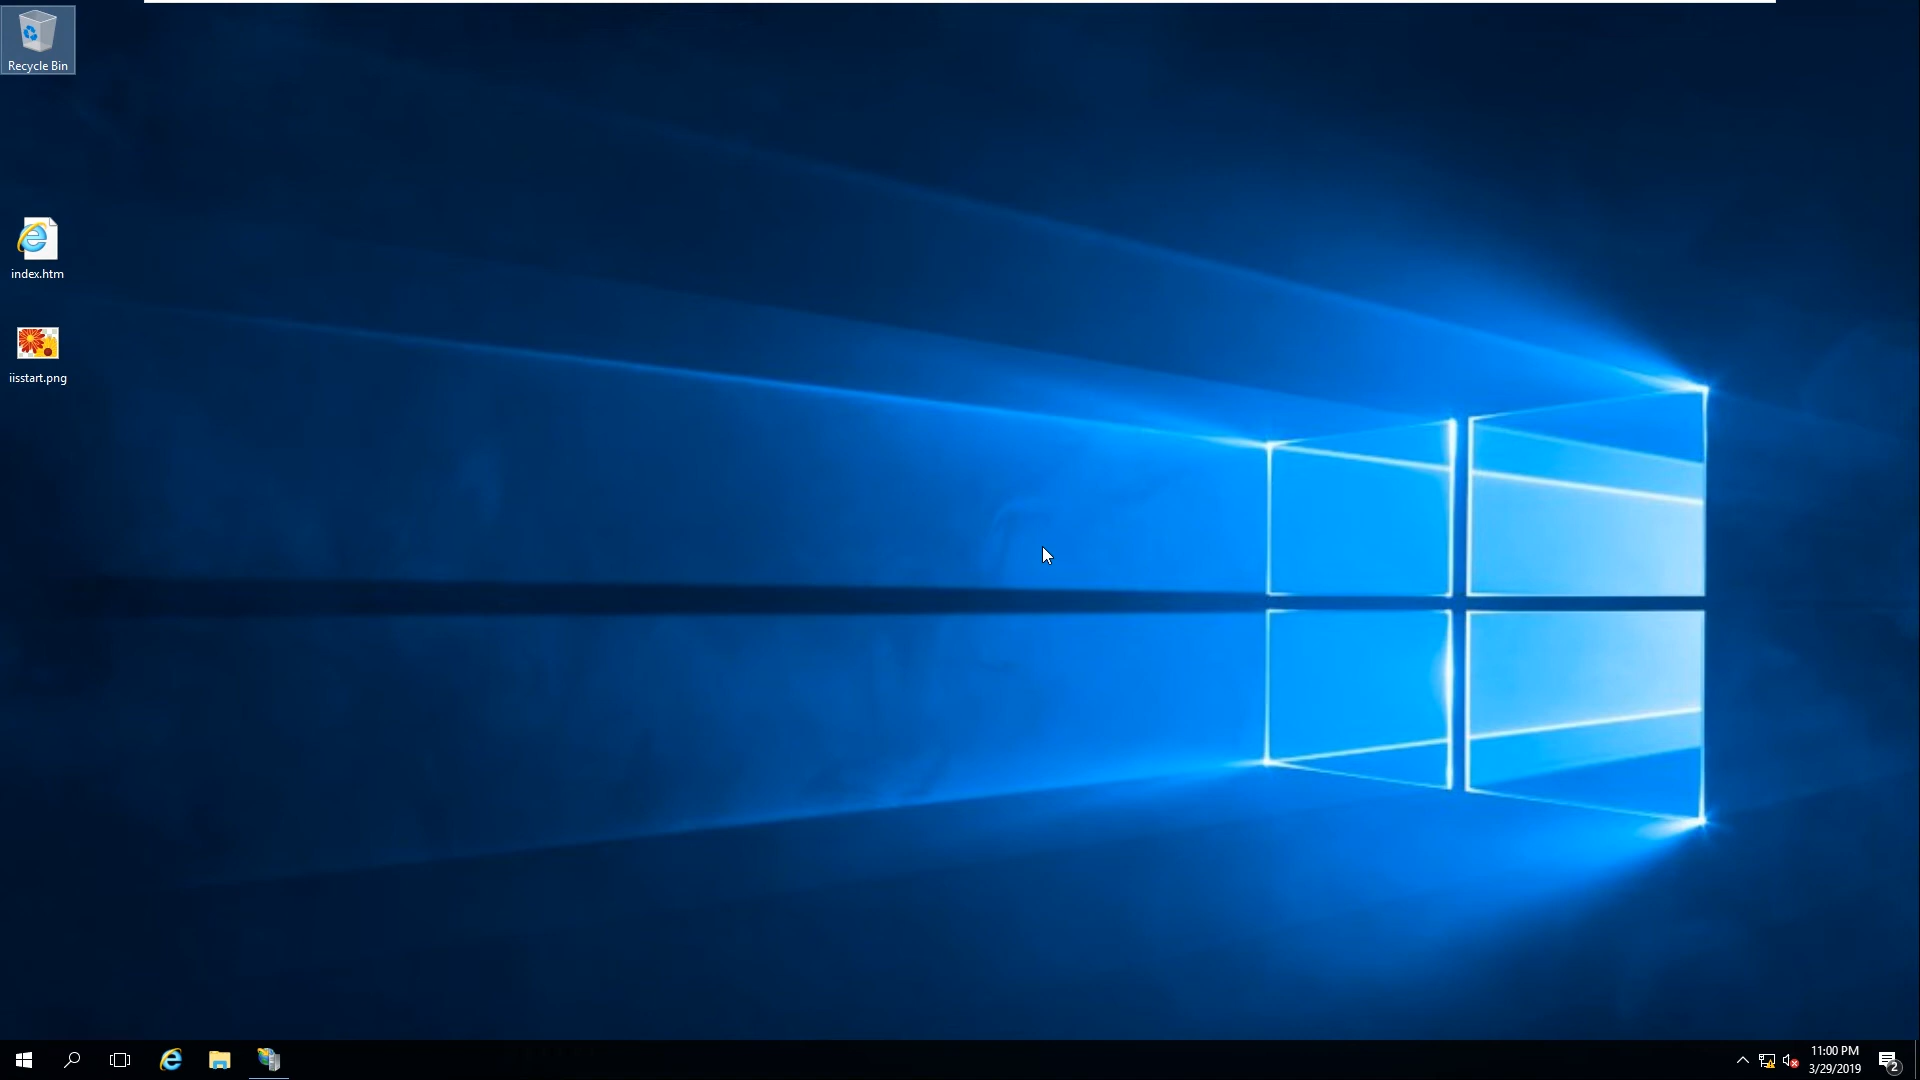 Recycle Bin
index.htm
iisstart.png
11:00 PM
3/29/2019
2